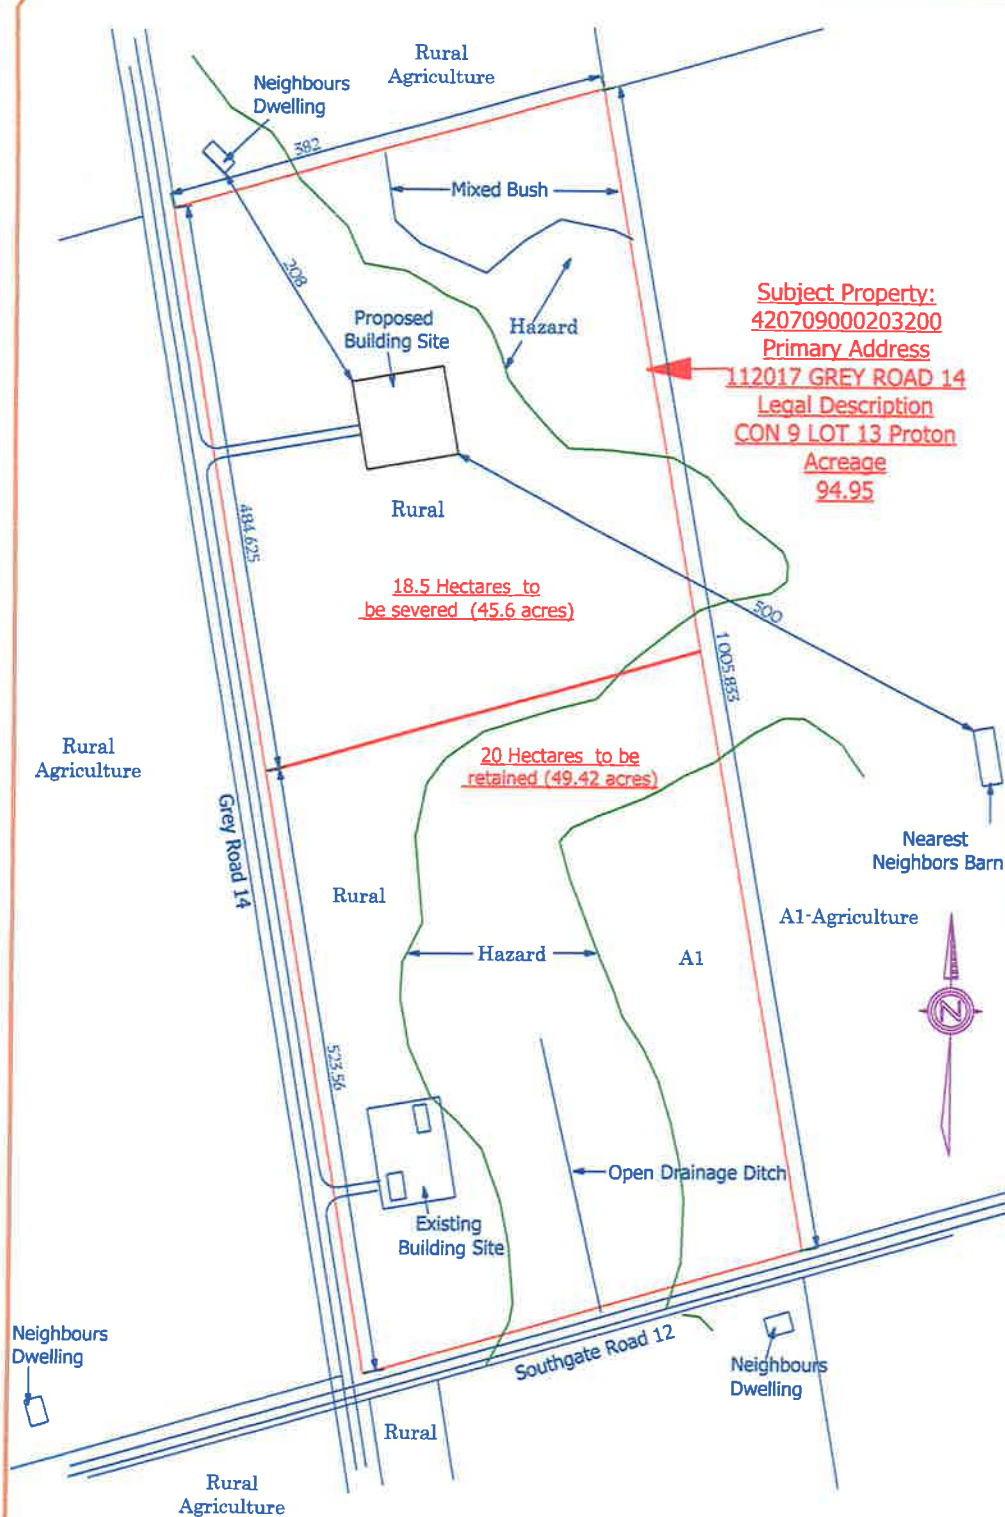 Rural
Agriculture
Neighbours
Dwelling
382
Mixed Bush
208
Proposed
Building Site
Hazard
Subject Property:
420709000203200
Primary Address
112017 GREY ROAD 14
Legal Description
CON 9 LOT 13 Proton
Acreage
94.95
Rural
484.625
18.5 Hectares to
be severed (45.6 acres)
500
1005.833
Rural
Agriculture
20 Hectares to be
retained (49.42 acres)
Grey Road 14
Nearest
Neighbors Barn
Rural
A1-Agriculture
Hazard
A1
N
523.56
Open Drainage Ditch
Existing
Building Site
Neighbours
Dwelling
Southgate Road 12
Neighbours
Dwelling
Rural
Rural
Agriculture